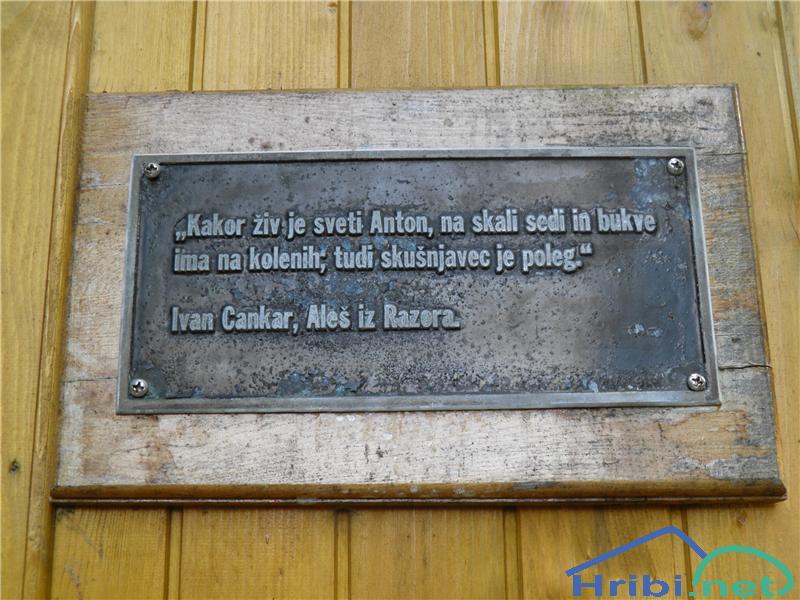 „Kakor živ je sveti Anton, na skali sedi in bukve
ima na kolenih; tudi skušnjavec je poleg.“
Ivan Cankar, Aleš iz Razora.
Hribi.net